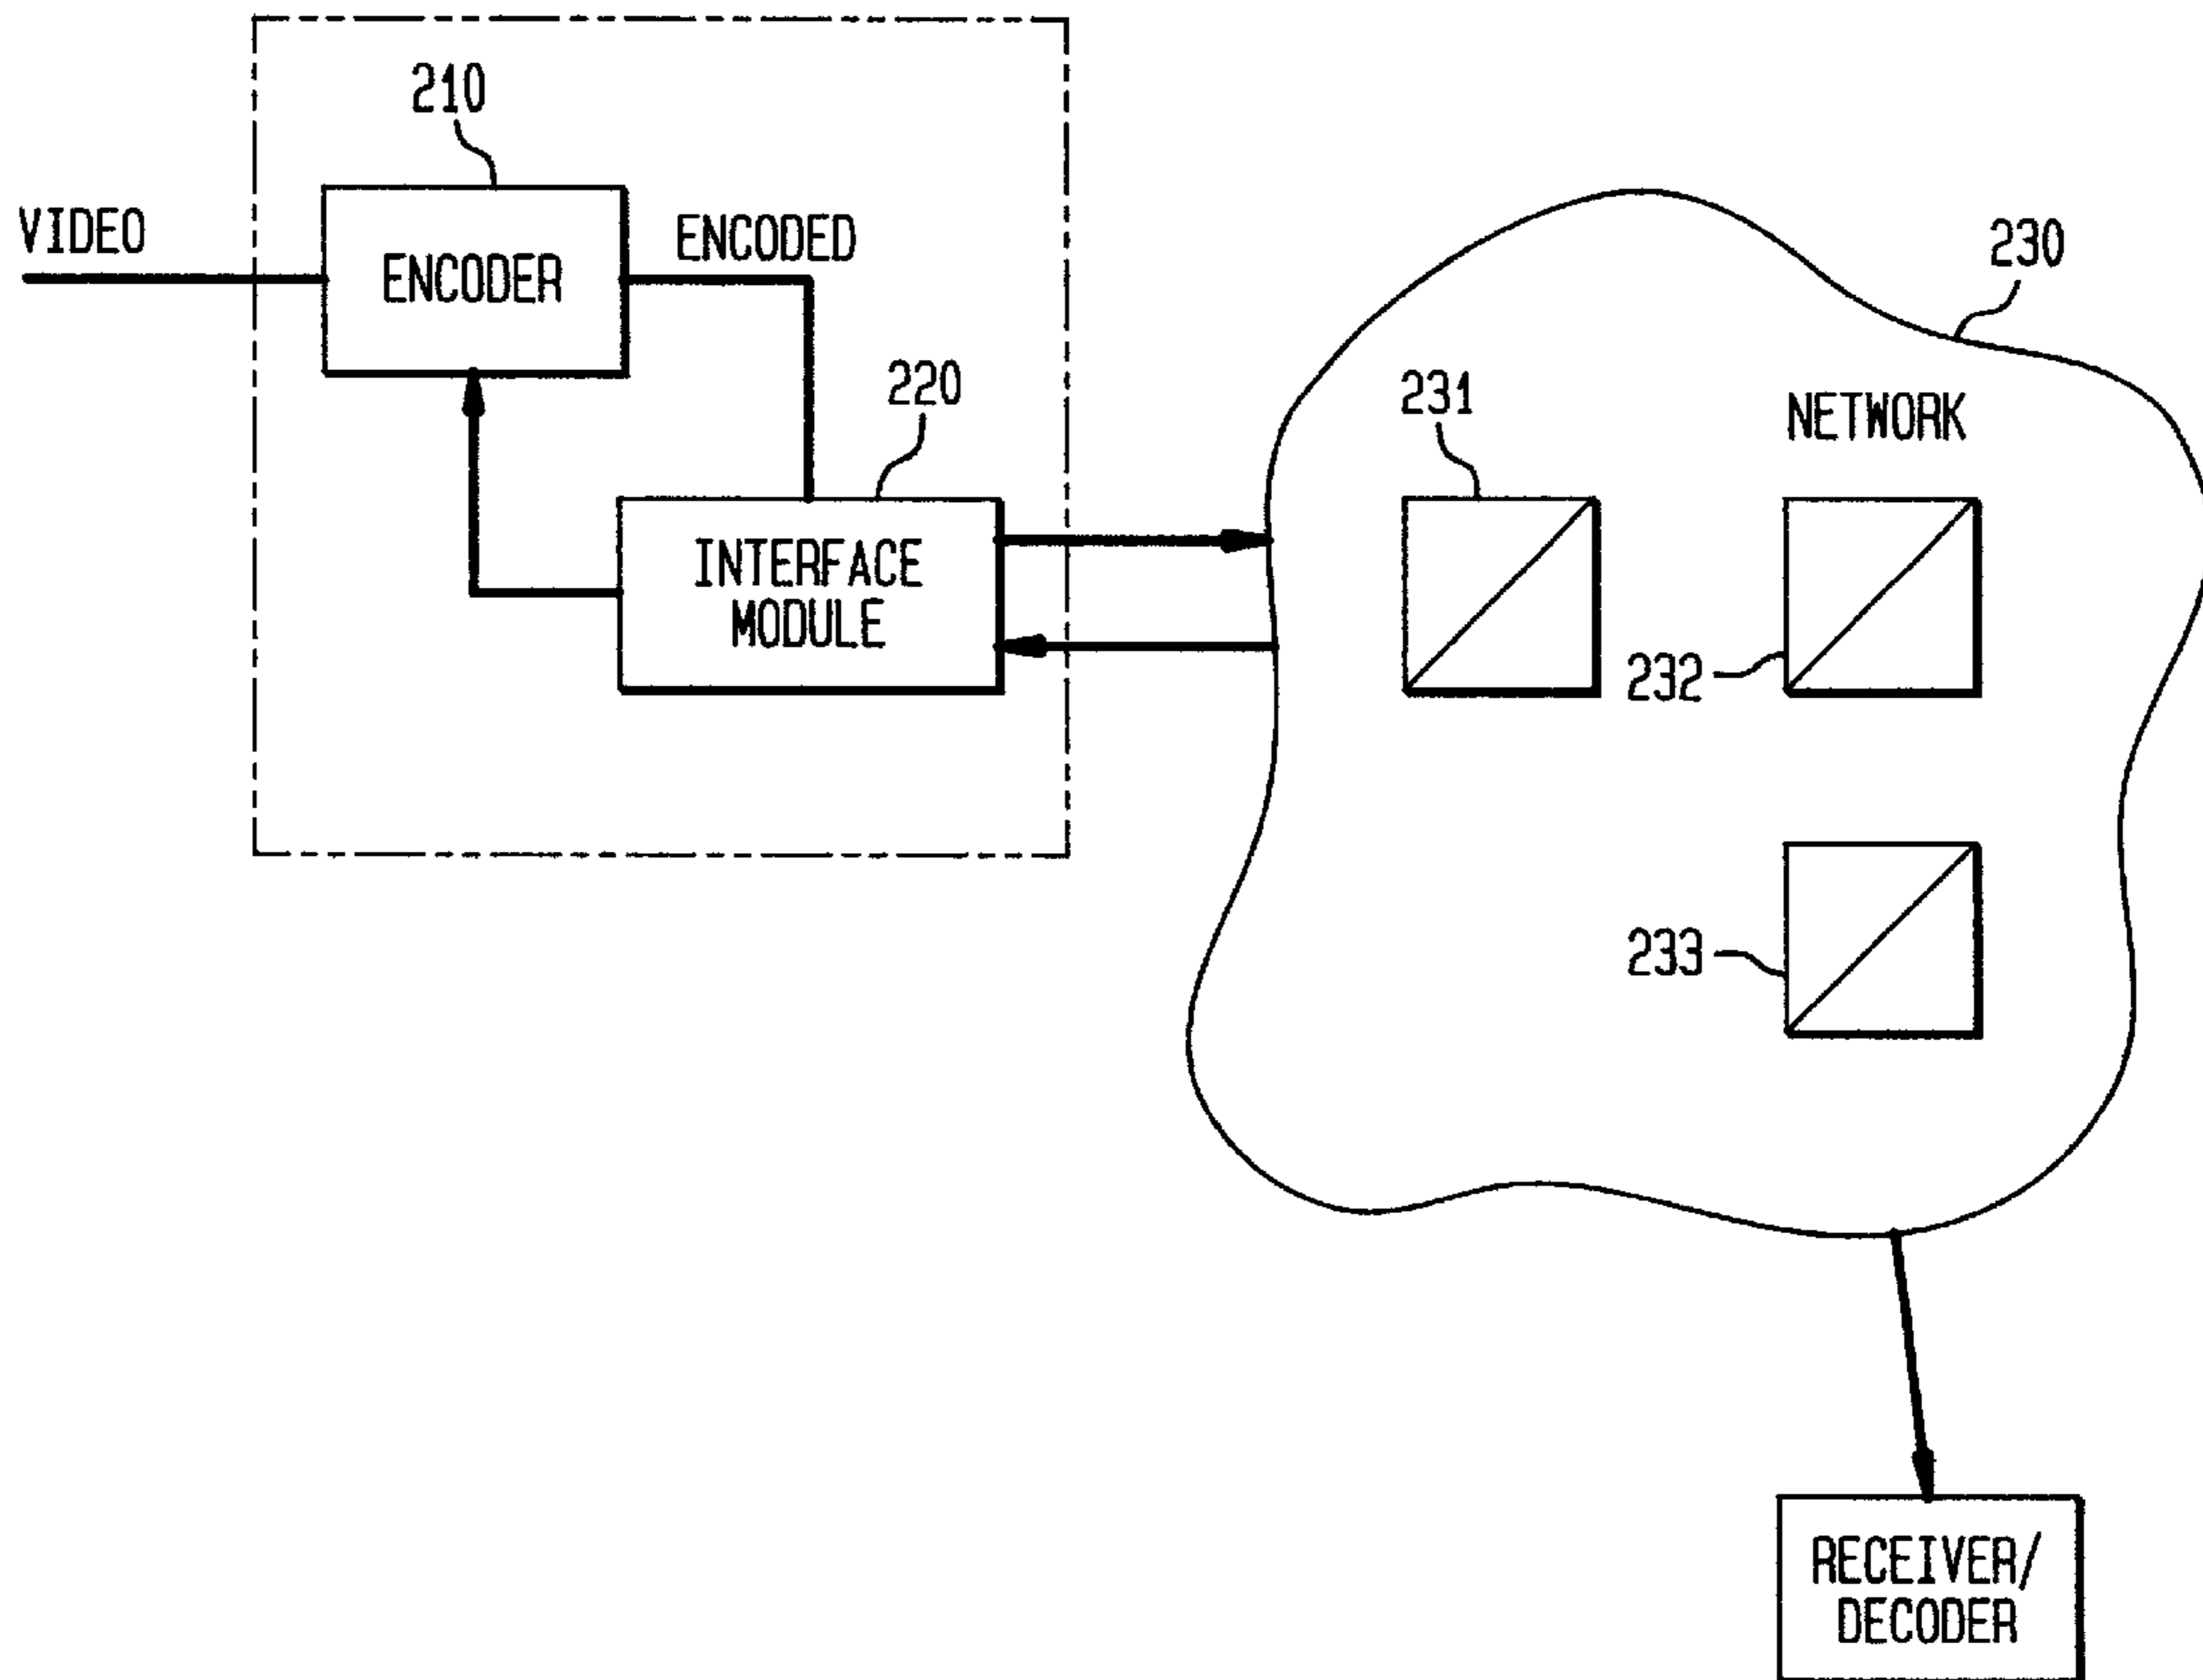 210
VIDEO
ENCODER
ENCODED
230
220
231
NETWORK
INTERFACE
MODULE
232
233
RECEIVER/
DECODER